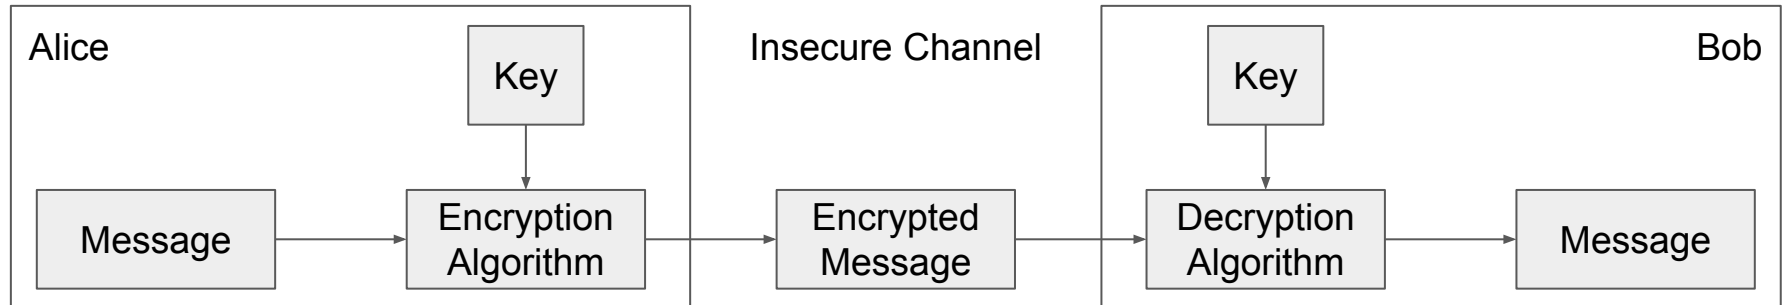 Alice
Key
Message
Encryption
Algorithm
Insecure Channel
Encrypted
Message
Bob
Key
Decryption
Algorithm
Message